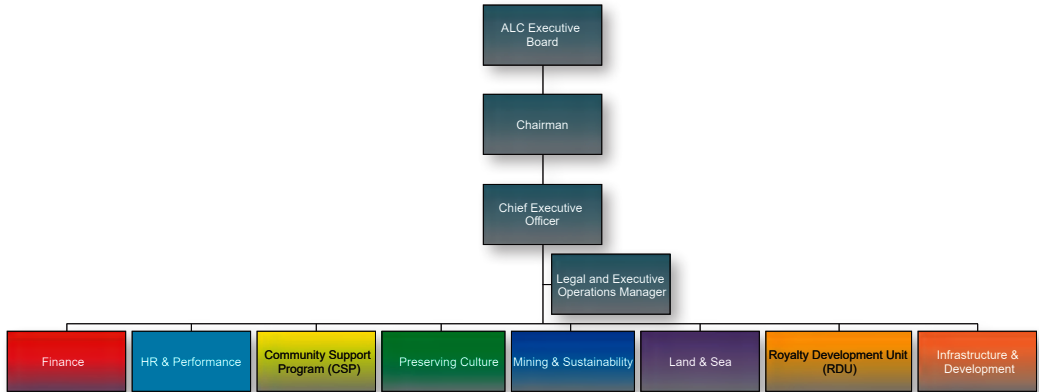 ALC Executive
Board
Chairman
Chief Executive
Officer
Legal and Executive
Operations Manager
Finance
HR & Performance
Community Support
Program (CSP)
Preserving Culture
Mining & Sustainability
Land & Sea
Royalty Development Unit
(RDU)
Infrastructure &
Development